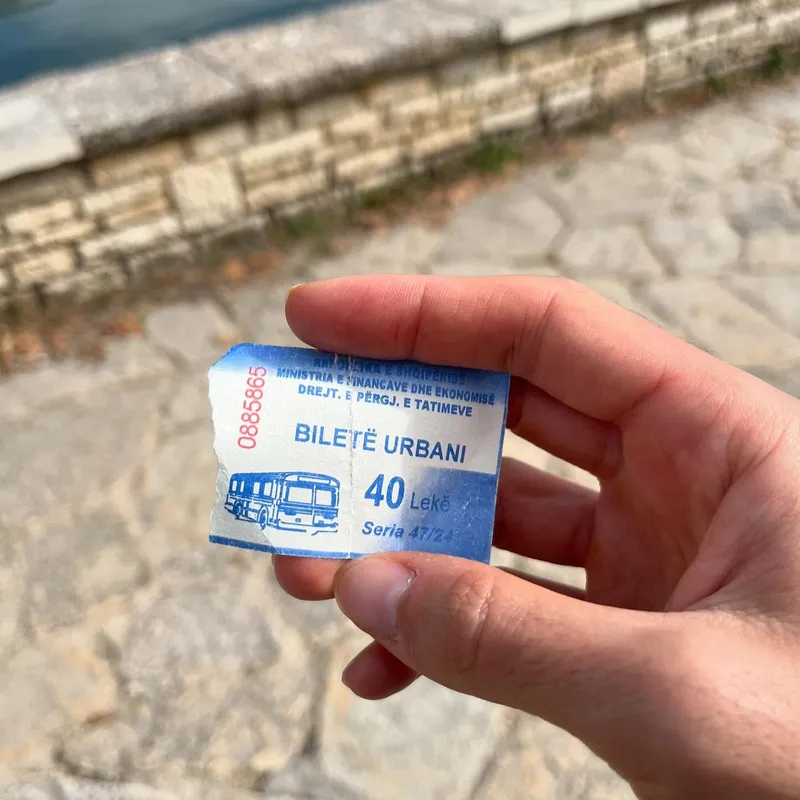 REPUBLIKA E SHQIPËRISË
MINISTRIA E FINANCAVE DHE EKONOMISË
DREJT. E PËRGJ. E TATIMEVE
0885865
BILETË URBANI
40 Lekë
Seria 47/24